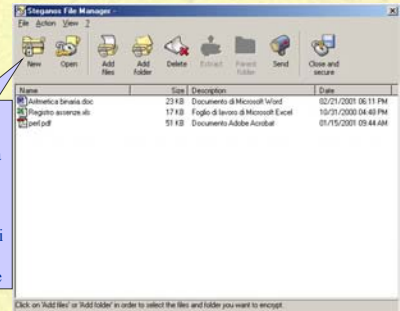 Steganos File Manager -
File Action View ?
New Open Add files Add folder Delete Extract Parent folder Send Close and secure
Name Size Description Date
Aritmetica binaria.doc 23 KB Documento di Microsoft Word 02/21/2001 06:11 PM
Registro assenze.xls 17 KB Foglio di lavoro di Microsoft Excel 10/31/2000 04:48 PM
perl.pdf 51 KB Documento Adobe Acrobat 01/15/2001 09:44 AM
Click on 'Add files' or 'Add folder' in order to select the files and folder you want to encrypt.